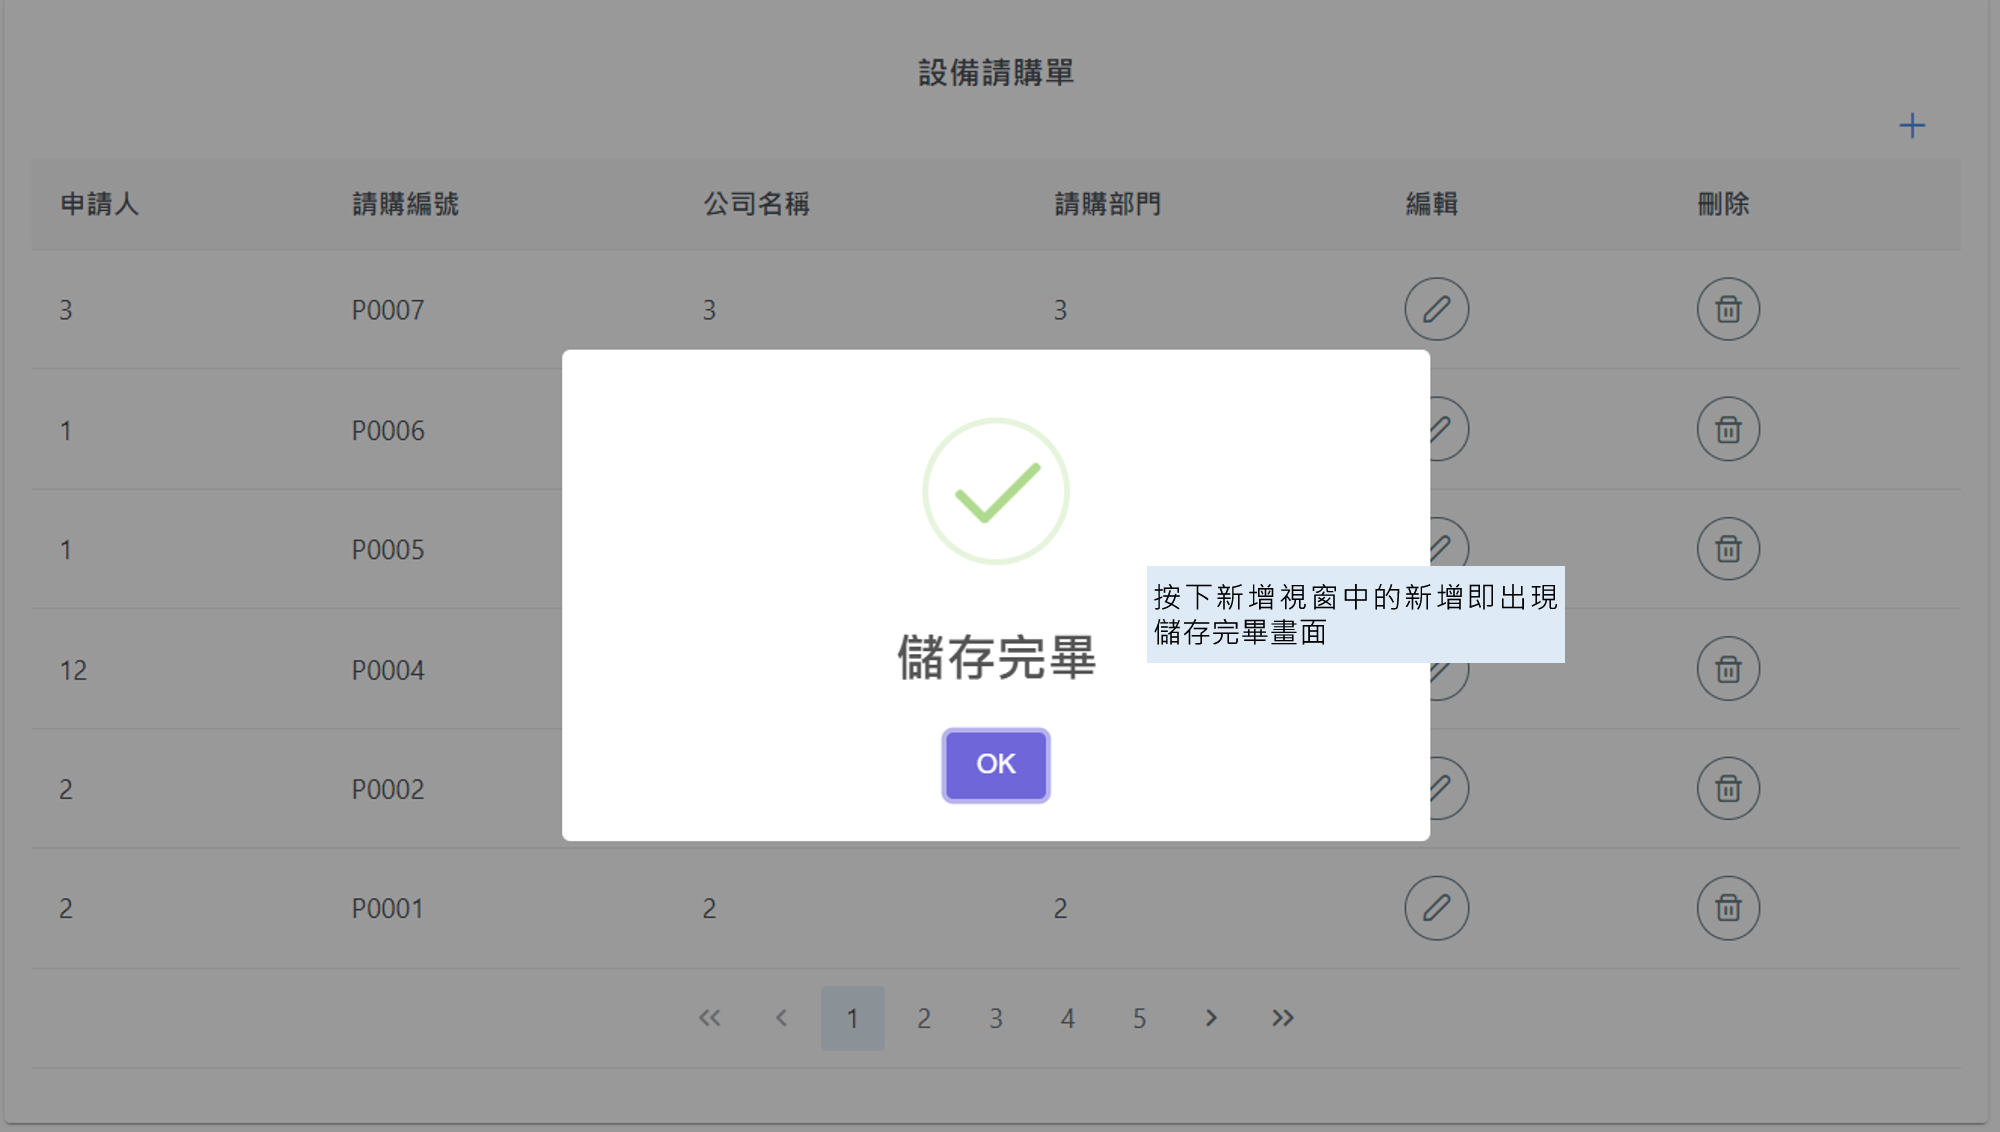 設備請購單
申請人 請購編號 公司名稱 請購部門 編輯 刪除
3 P0007 3 3
1 P0006
1 P0005
按下新增視窗中的新增即出現
儲存完畢畫面
儲存完畢
12 P0004
OK
2 P0002
2 P0001 2 2
« ‹ 1 2 3 4 5 › »